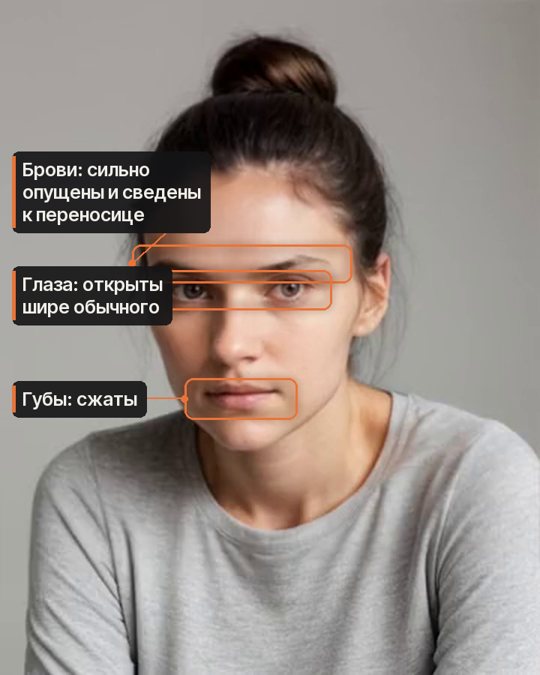 Брови: сильно
опущены и сведены
к переносице
Глаза: открыты
шире обычного
Губы: сжаты